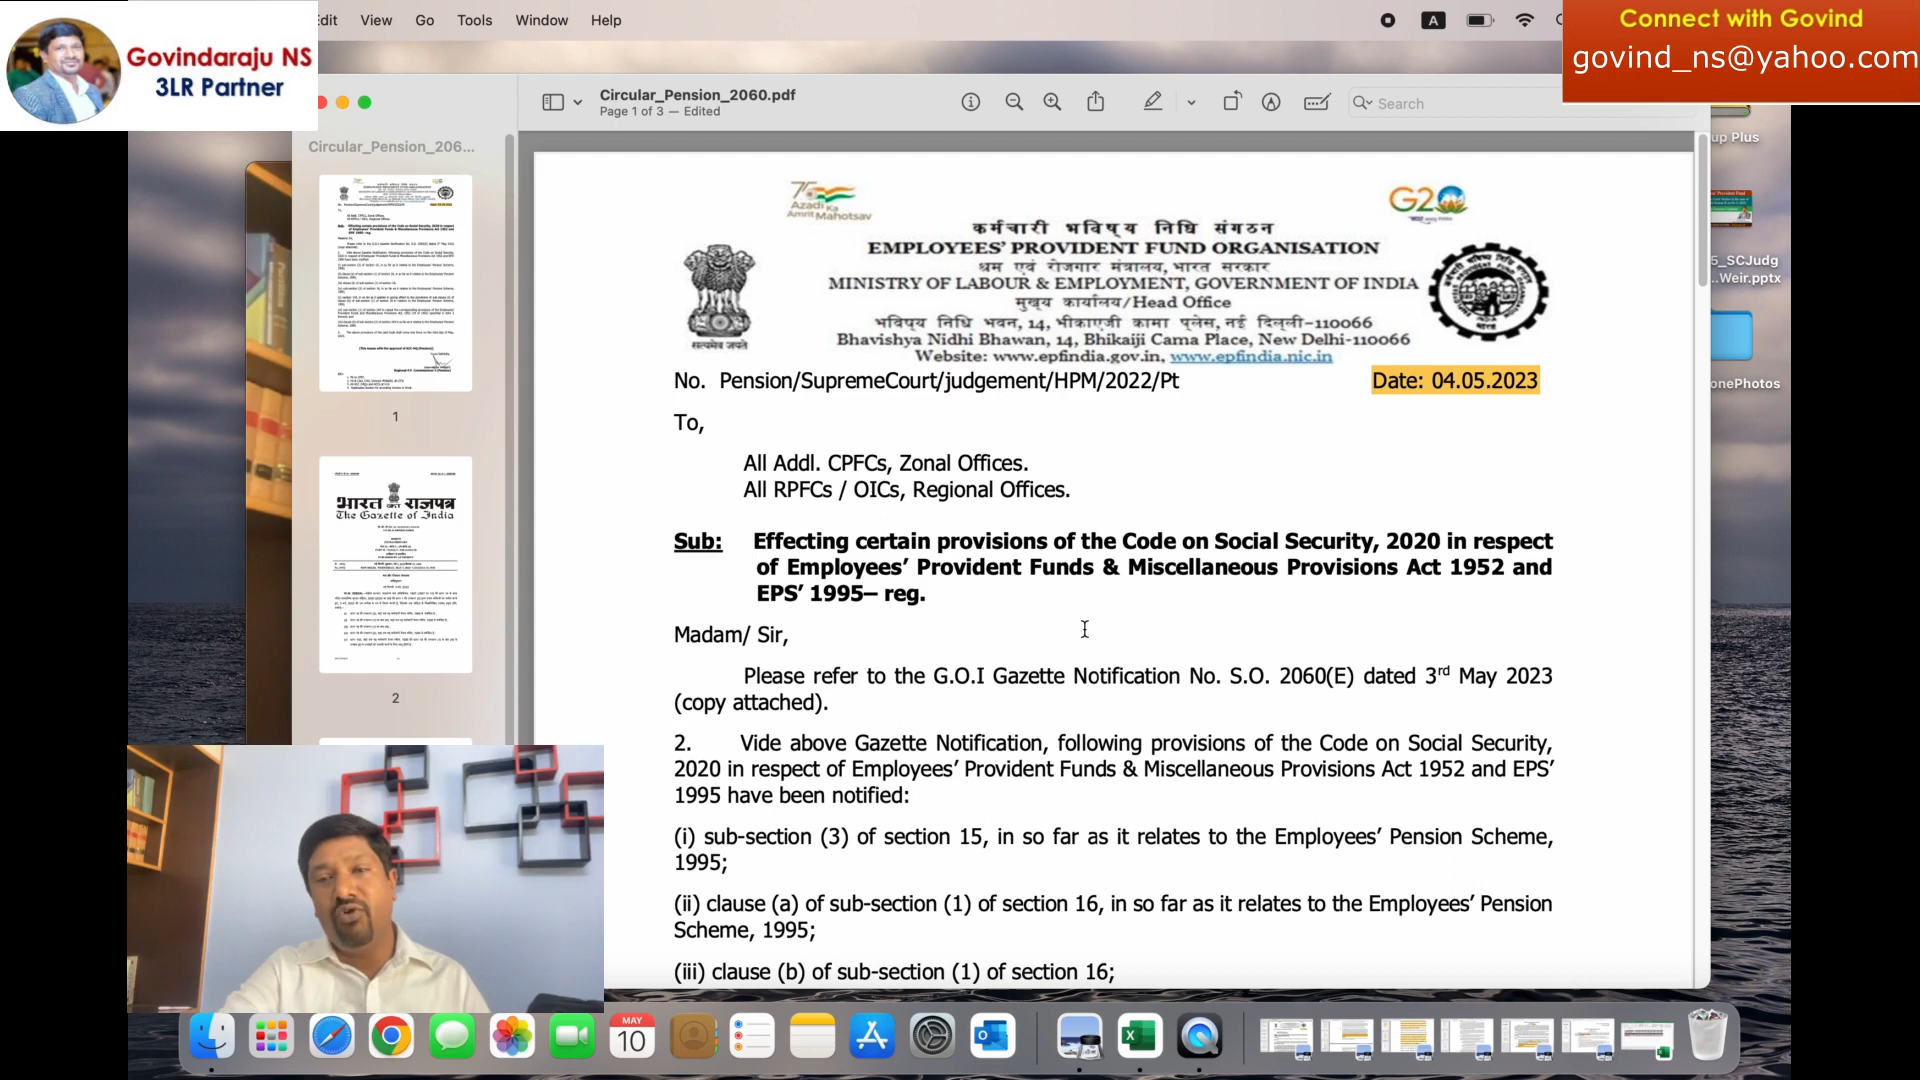 Edit View Go Tools Window Help
A
Connect with Govind
govind_ns@yahoo.com
Govindaraju NS
3LR Partner
Circular_Pension_2060.pdf
Page 1 of 3 — Edited
Search
Circular_Pension_206...
1
2
भारत राजपत्र
The Gazette of India
up Plus
5_SCJudg
..Weir.pptx
onePhotos
75
Azadi Ka
Amrit Mahotsav
G20
कर्मचारी भविष्य निधि संगठन
EMPLOYEES' PROVIDENT FUND ORGANISATION
श्रम एवं रोजगार मंत्रालय, भारत सरकार
MINISTRY OF LABOUR & EMPLOYMENT, GOVERNMENT OF INDIA
मुख्य कार्यालय/Head Office
भविष्य निधि भवन, 14, भीकाएजी कामा प्लेस, नई दिल्ली-110066
Bhavishya Nidhi Bhawan, 14, Bhikaiji Cama Place, New Delhi-110066
Website: www.epfindia.gov.in, www.epfindia.nic.in
सत्यमेव जयते
No. Pension/SupremeCourt/judgement/HPM/2022/Pt
Date: 04.05.2023
To,
All Addl. CPFCs, Zonal Offices.
All RPFCs / OICs, Regional Offices.
Sub: Effecting certain provisions of the Code on Social Security, 2020 in respect
of Employees' Provident Funds & Miscellaneous Provisions Act 1952 and
EPS' 1995– reg.
Madam/ Sir,
Please refer to the G.O.I Gazette Notification No. S.O. 2060(E) dated 3rd May 2023
(copy attached).
2. Vide above Gazette Notification, following provisions of the Code on Social Security,
2020 in respect of Employees' Provident Funds & Miscellaneous Provisions Act 1952 and EPS'
1995 have been notified:
(i) sub-section (3) of section 15, in so far as it relates to the Employees' Pension Scheme,
1995;
(ii) clause (a) of sub-section (1) of section 16, in so far as it relates to the Employees' Pension
Scheme, 1995;
(iii) clause (b) of sub-section (1) of section 16;
MAY
10